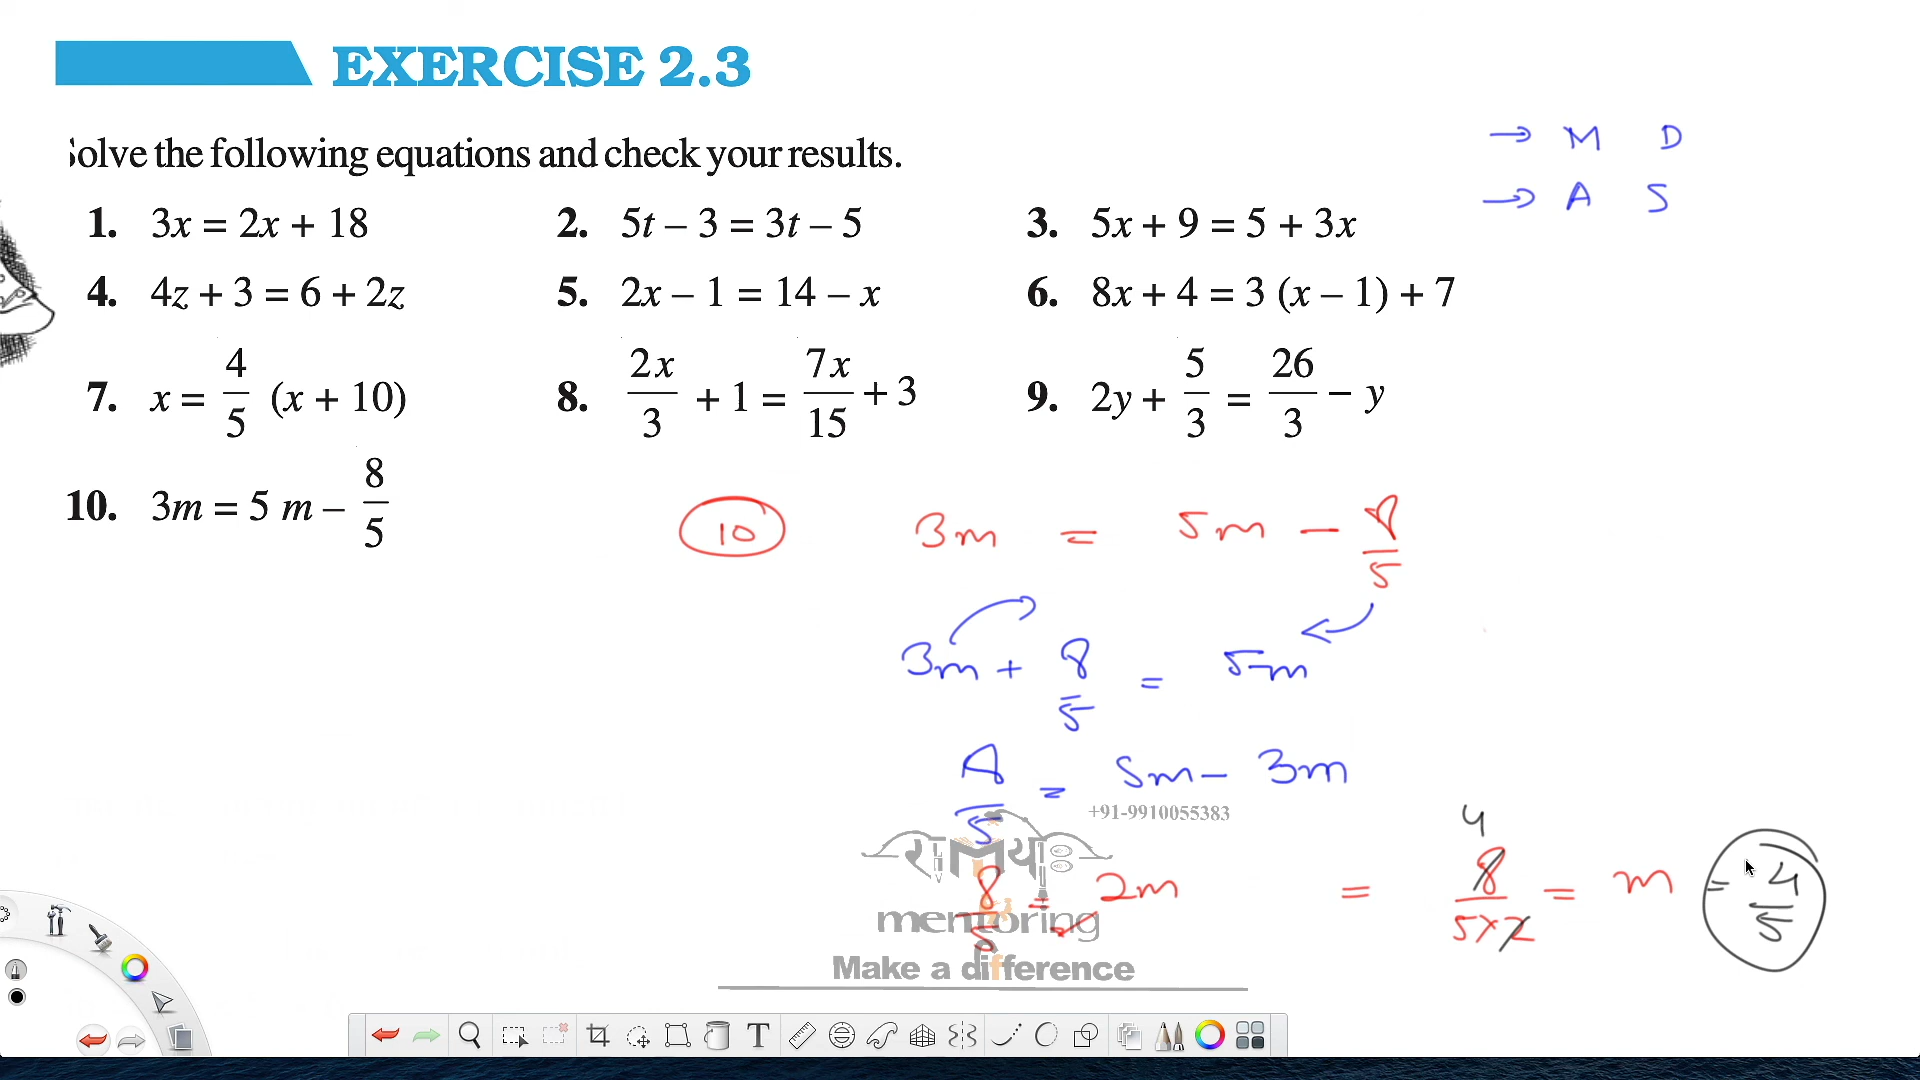 EXERCISE 2.3
Solve the following equations and check your results.
→ M D
→ A S
1. 3x = 2x + 18 2. 5t – 3 = 3t – 5 3. 5x + 9 = 5 + 3x
4. 4z + 3 = 6 + 2z 5. 2x – 1 = 14 – x 6. 8x + 4 = 3 (x – 1) + 7
7. x = 4/5 (x + 10) 8. 2x/3 + 1 = 7x/15 + 3 9. 2y + 5/3 = 26/3 – y
10. 3m = 5 m – 8/5
10 3m = 5m – 8/5
3m + 8/5 = 5m
8/5 = 5m – 3m
+91-9910055383
8/5 = 2m = 8/5×2 = m = 4/5
4
mentoring
Make a difference
T